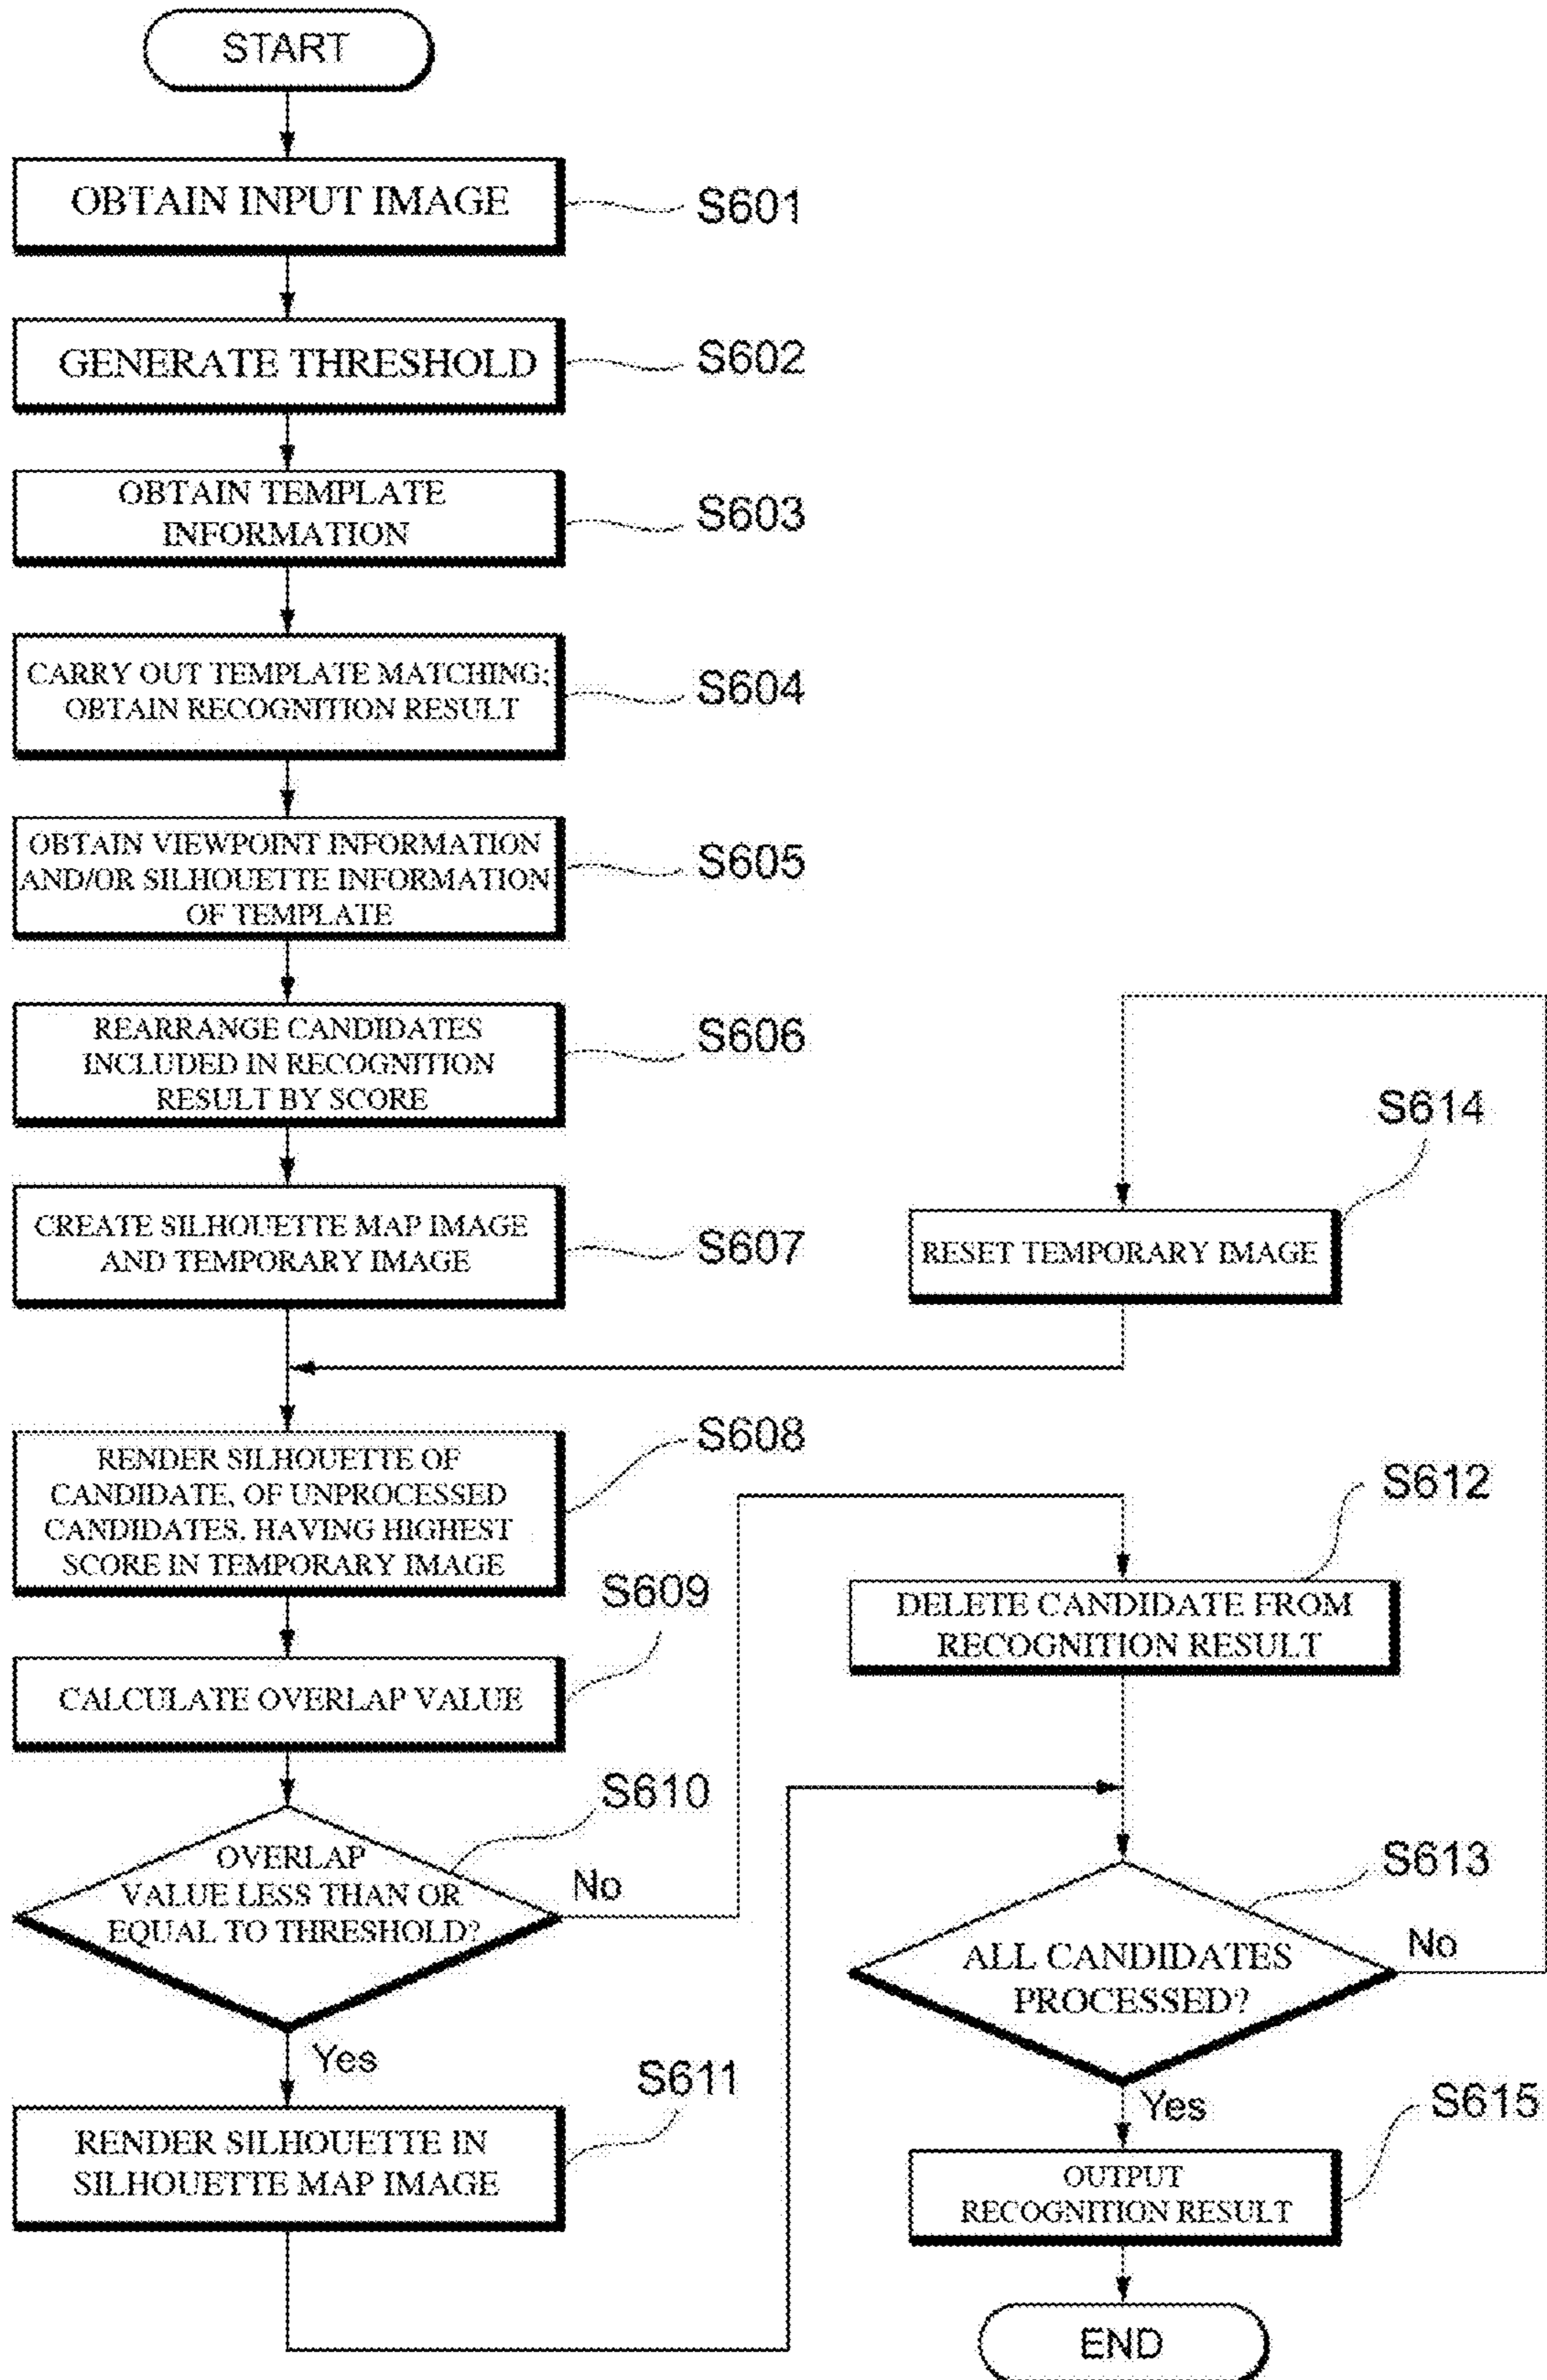 START
OBTAIN INPUT IMAGE
S601
GENERATE THRESHOLD
S602
OBTAIN TEMPLATE
INFORMATION
S603
CARRY OUT TEMPLATE MATCHING;
OBTAIN RECOGNITION RESULT
S604
OBTAIN VIEWPOINT INFORMATION
AND/OR SILHOUETTE INFORMATION
OF TEMPLATE
S605
REARRANGE CANDIDATES
INCLUDED IN RECOGNITION
RESULT BY SCORE
S606
CREATE SILHOUETTE MAP IMAGE
AND TEMPORARY IMAGE
S607
RENDER SILHOUETTE OF
CANDIDATE, OF UNPROCESSED
CANDIDATES, HAVING HIGHEST
SCORE IN TEMPORARY IMAGE
S608
CALCULATE OVERLAP VALUE
S609
OVERLAP
VALUE LESS THAN OR
EQUAL TO THRESHOLD?
S610
No
Yes
RENDER SILHOUETTE IN
SILHOUETTE MAP IMAGE
S611
S614
RESET TEMPORARY IMAGE
S612
DELETE CANDIDATE FROM
RECOGNITION RESULT
S613
ALL CANDIDATES
PROCESSED?
No
Yes
S615
OUTPUT
RECOGNITION RESULT
END